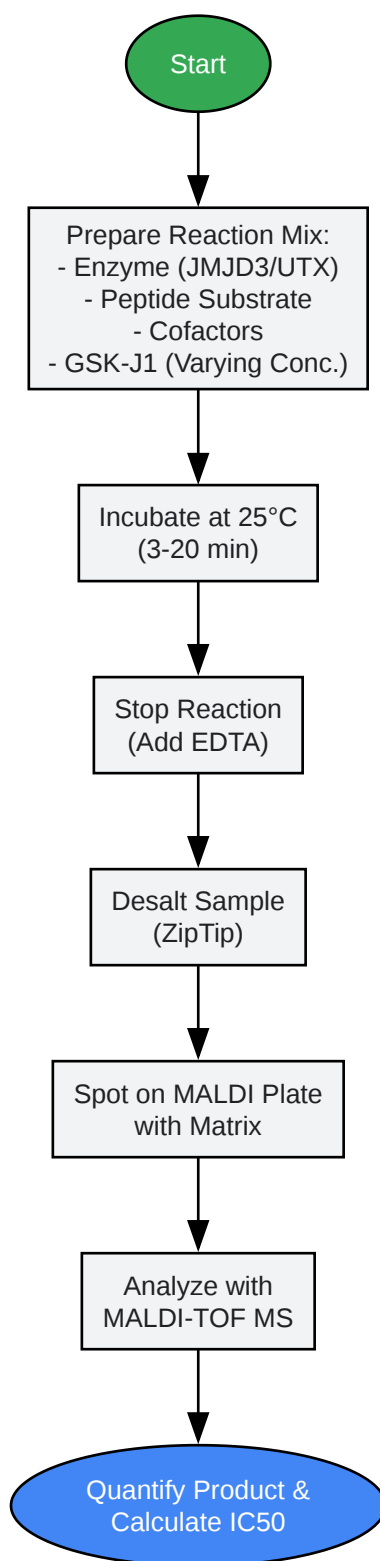 Start
Prepare Reaction Mix:
- Enzyme (JMJD3/UTX)
- Peptide Substrate
- Cofactors
- GSK-J1 (Varying Conc.)
Incubate at 25°C
(3-20 min)
Stop Reaction
(Add EDTA)
Desalt Sample
(ZipTip)
Spot on MALDI Plate
with Matrix
Analyze with
MALDI-TOF MS
Quantify Product &
Calculate IC50